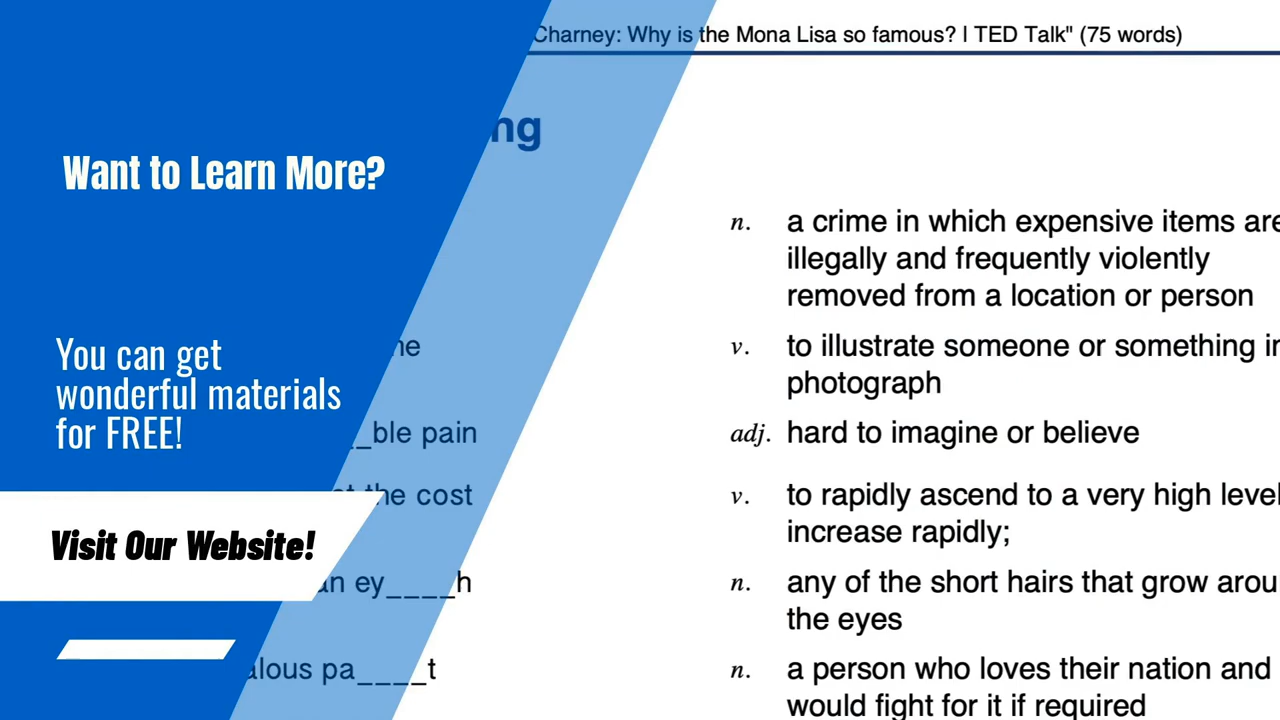 Charney: Why is the Mona Lisa so famous? | TED Talk" (75 words)
ng
Want to Learn More?
You can get
wonderful materials
for FREE!
Visit Our Website!
n. a crime in which expensive items are
illegally and frequently violently
removed from a location or person
ne v. to illustrate someone or something in
photograph
_ble pain adj. hard to imagine or believe
the cost v. to rapidly ascend to a very high level
increase rapidly;
an ey____h n. any of the short hairs that grow arou
the eyes
alous pa____t n. a person who loves their nation and
would fight for it if required